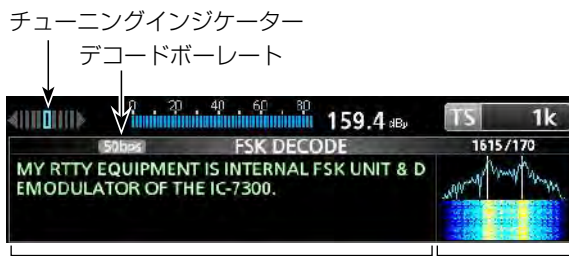 チューニングインジケーター
デコードボーレート
0 . 20 . 40 . 60 . 80
159.4 dBμ
TS 1k
50bps FSK DECODE 1615/170
MY RTTY EQUIPMENT IS INTERNAL FSK UNIT & D
EMODULATOR OF THE IC-7300.